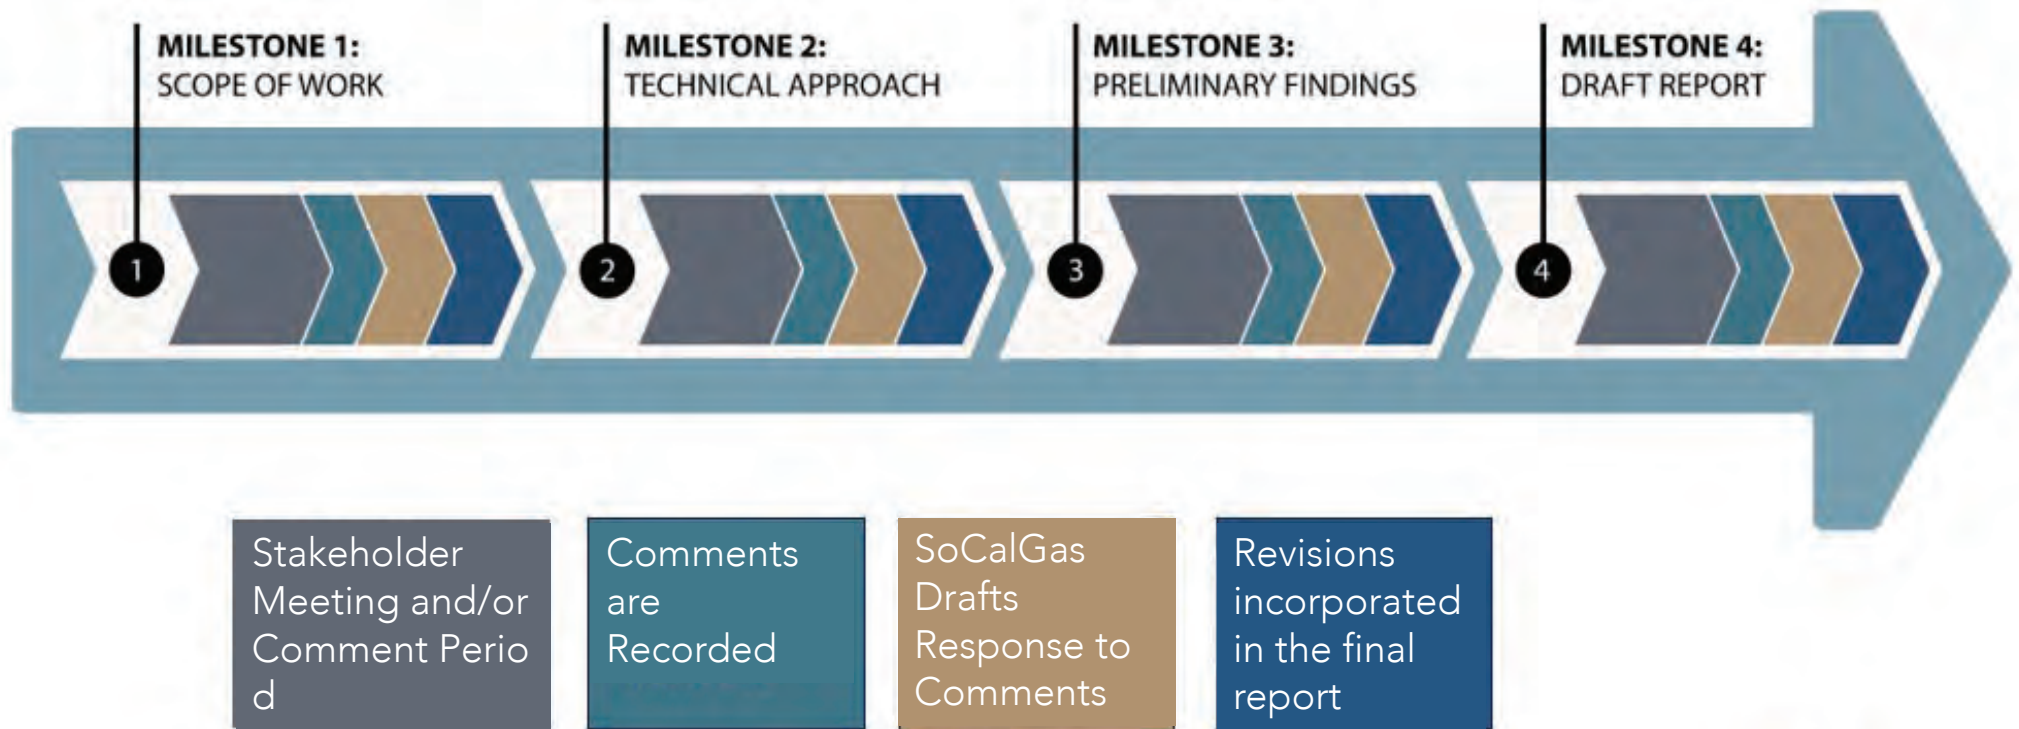 MILESTONE 1:
SCOPE OF WORK
MILESTONE 2:
TECHNICAL APPROACH
MILESTONE 3:
PRELIMINARY FINDINGS
MILESTONE 4:
DRAFT REPORT
1
2
3
4
Stakeholder
Meeting and/or
Comment Perio
d
Comments
are
Recorded
SoCalGas
Drafts
Response to
Comments
Revisions
incorporated
in the final
report